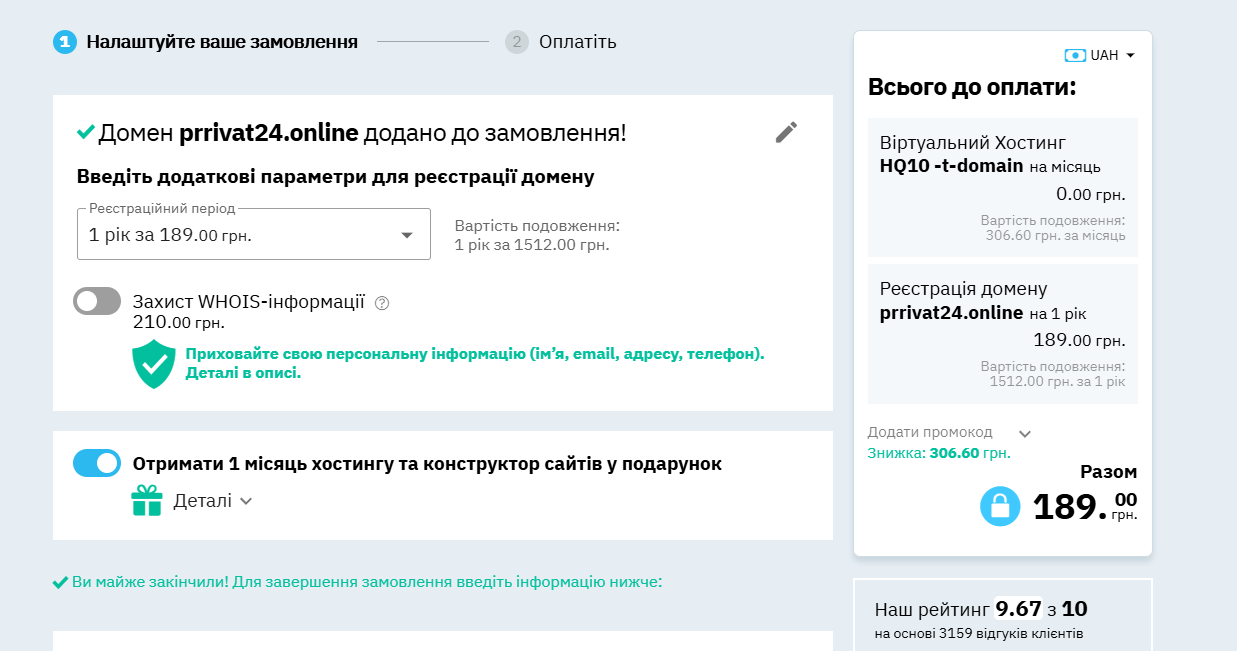 1 Налаштуйте ваше замовлення
2 Оплатіть
Домен prrivat24.online додано до замовлення!
Введіть додаткові параметри для реєстрації домену
Реєстраційний період
1 рік за 189.00 грн.
Вартість подовження:
1 рік за 1512.00 грн.
Захист WHOIS-інформації ?
210.00 грн.
Приховайте свою персональну інформацію (ім’я, email, адресу, телефон).
Деталі в описі.
Отримати 1 місяць хостингу та конструктор сайтів у подарунок
Деталі
Ви майже закінчили! Для завершення замовлення введіть інформацію нижче:
UAH
Всього до оплати:
Віртуальний Хостинг
HQ10 -t-domain на місяць
0.00 грн.
Вартість подовження:
306.60 грн. за місяць
Реєстрація домену
prrivat24.online на 1 рік
189.00 грн.
Вартість подовження:
1512.00 грн. за 1 рік
Додати промокод
Знижка: 306.60 грн.
Разом
189.00 грн.
Наш рейтинг 9.67 з 10
на основі 3159 відгуків клієнтів